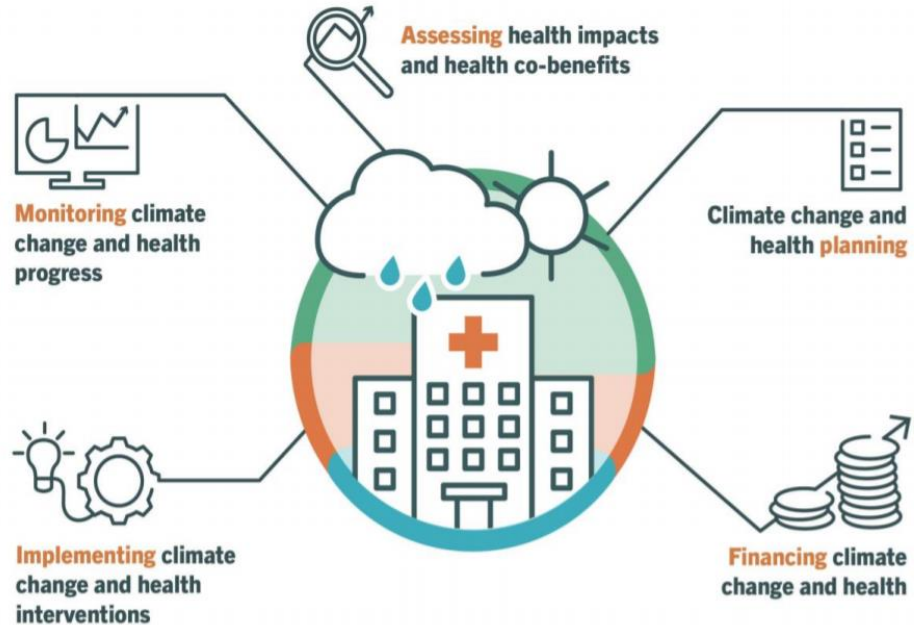 Assessing health impacts
and health co-benefits
Monitoring climate
change and health
progress
Climate change and
health planning
Implementing climate
change and health
interventions
Financing climate
change and health